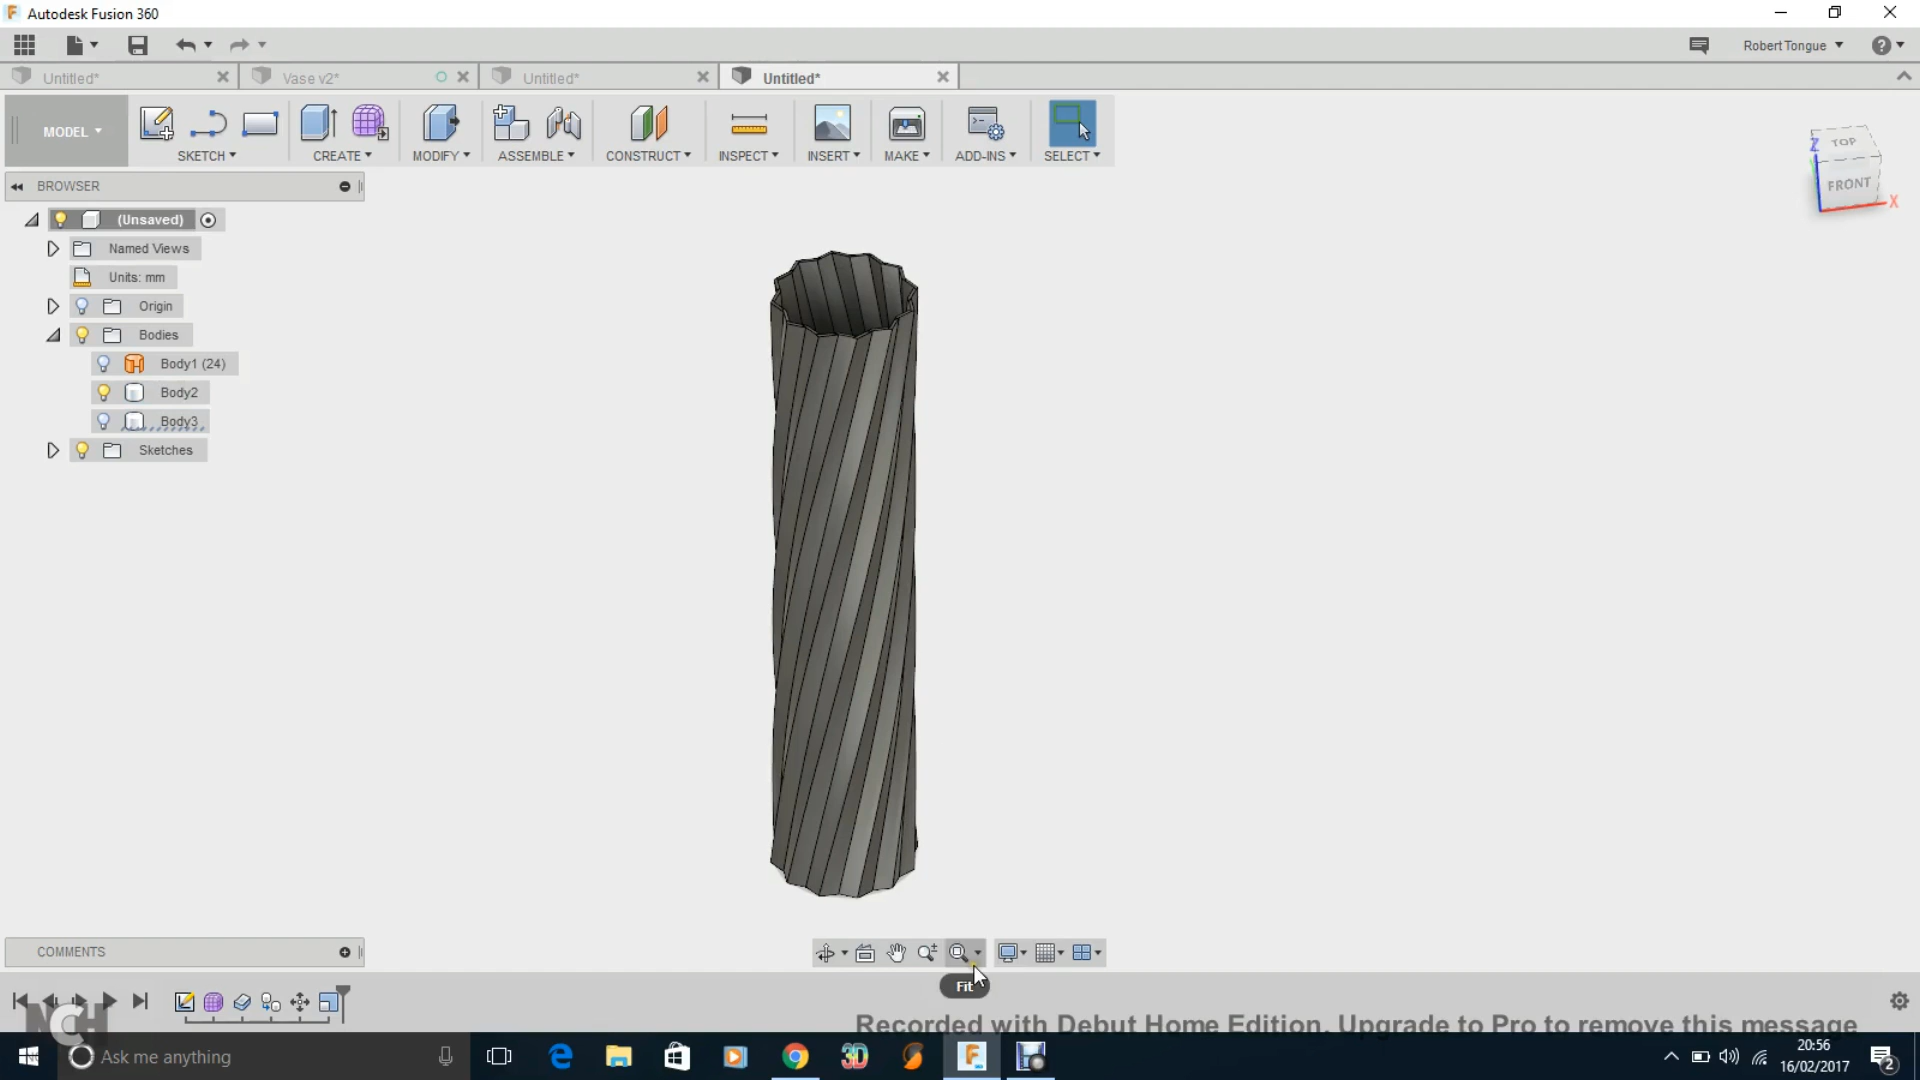 Autodesk Fusion 360
Robert Tongue
Untitled*
Vase v2*
Untitled*
Untitled*
MODEL
SKETCH
CREATE
MODIFY
ASSEMBLE
CONSTRUCT
INSPECT
INSERT
MAKE
ADD-INS
SELECT
TOP
FRONT
Z
X
BROWSER
(Unsaved)
Named Views
Units: mm
Origin
Bodies
Body1 (24)
Body2
Body3
Sketches
COMMENTS
Fit
NCH
Recorded with Debut Home Edition. Upgrade to Pro to remove this message
Ask me anything
3D
20:56
16/02/2017
2